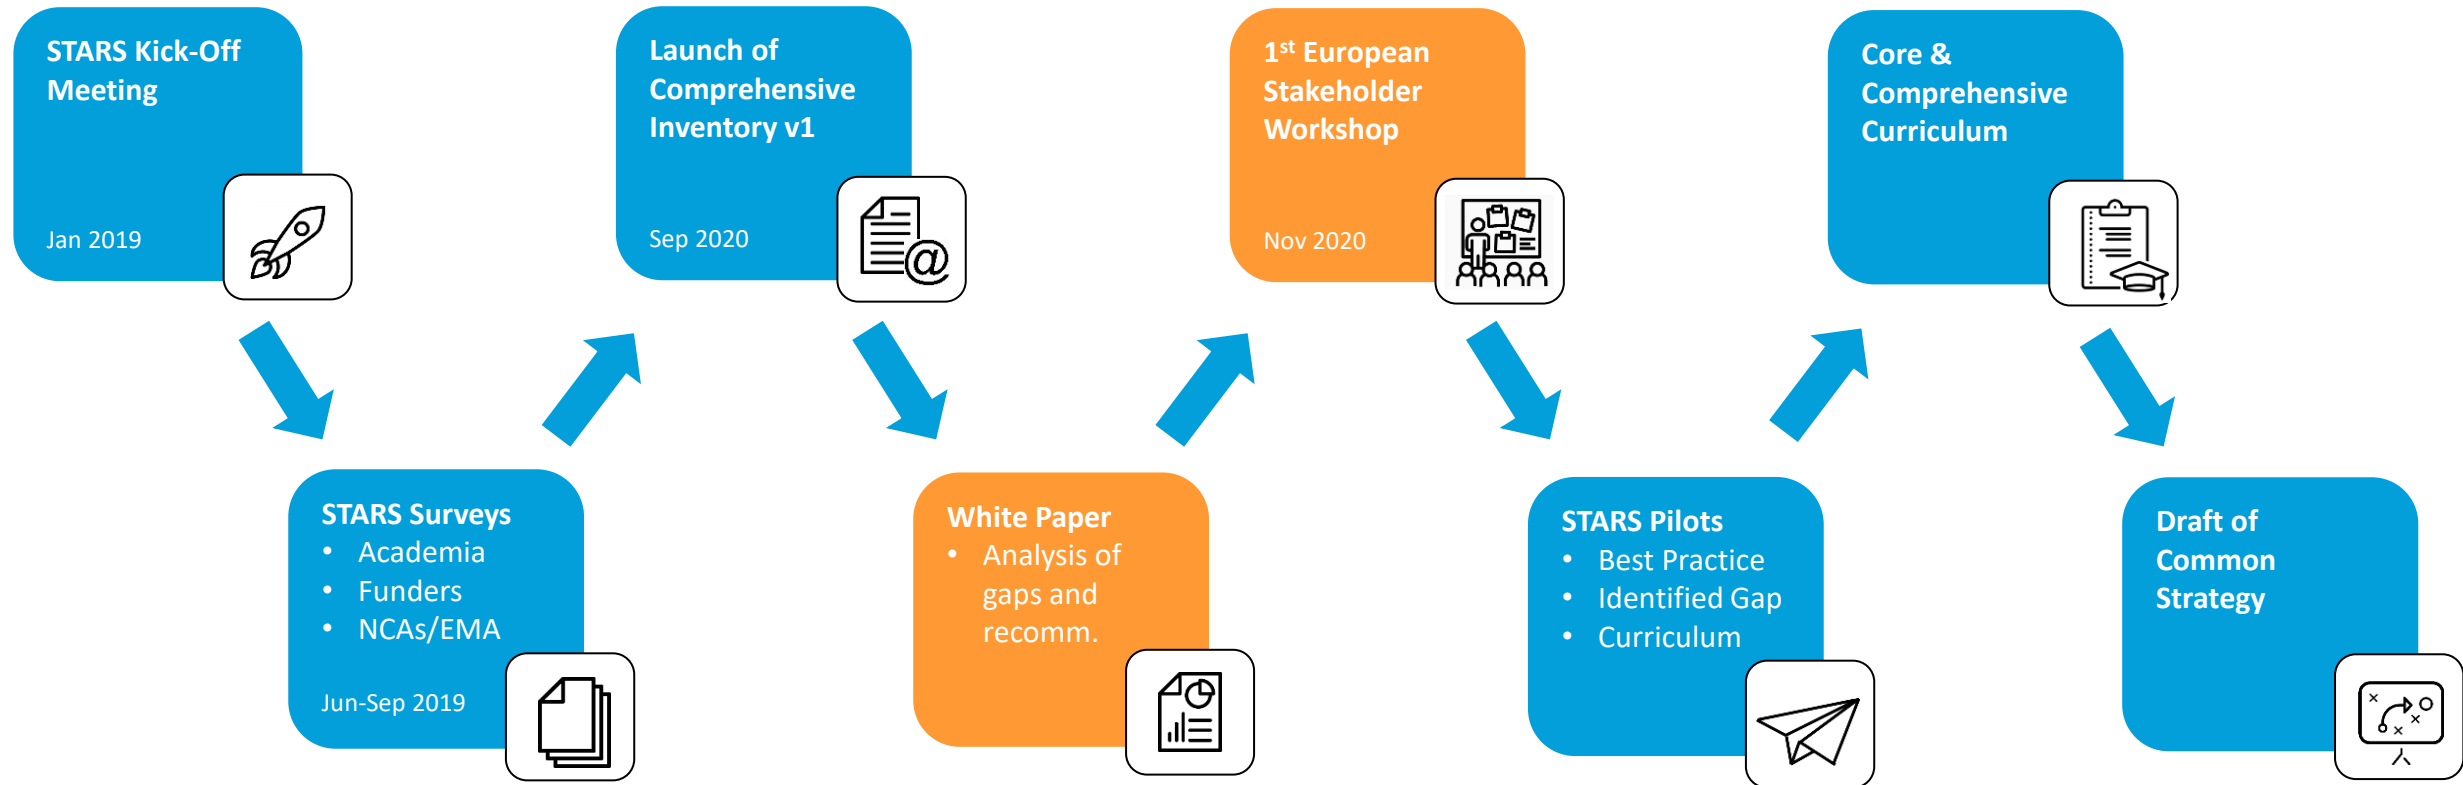 STARS Kick-Off
Meeting
Jan 2019
STARS Surveys
• Academia
• Funders
• NCAs/EMA
Jun-Sep 2019
Launch of
Comprehensive
Inventory v1
Sep 2020
@
White Paper
• Analysis of
gaps and
recomm.
1st European
Stakeholder
Workshop
Nov 2020
STARS Pilots
• Best Practice
• Identified Gap
• Curriculum
Core &
Comprehensive
Curriculum
Draft of
Common
Strategy